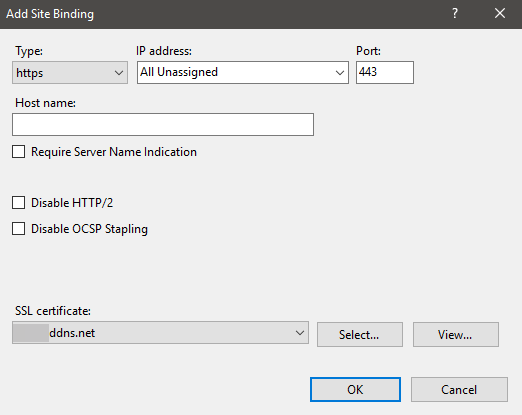 Add Site Binding
?
Type: IP address: Port:
https All Unassigned 443
Host name:
Require Server Name Indication
Disable HTTP/2
Disable OCSP Stapling
SSL certificate:
ddns.net Select... View...
OK Cancel